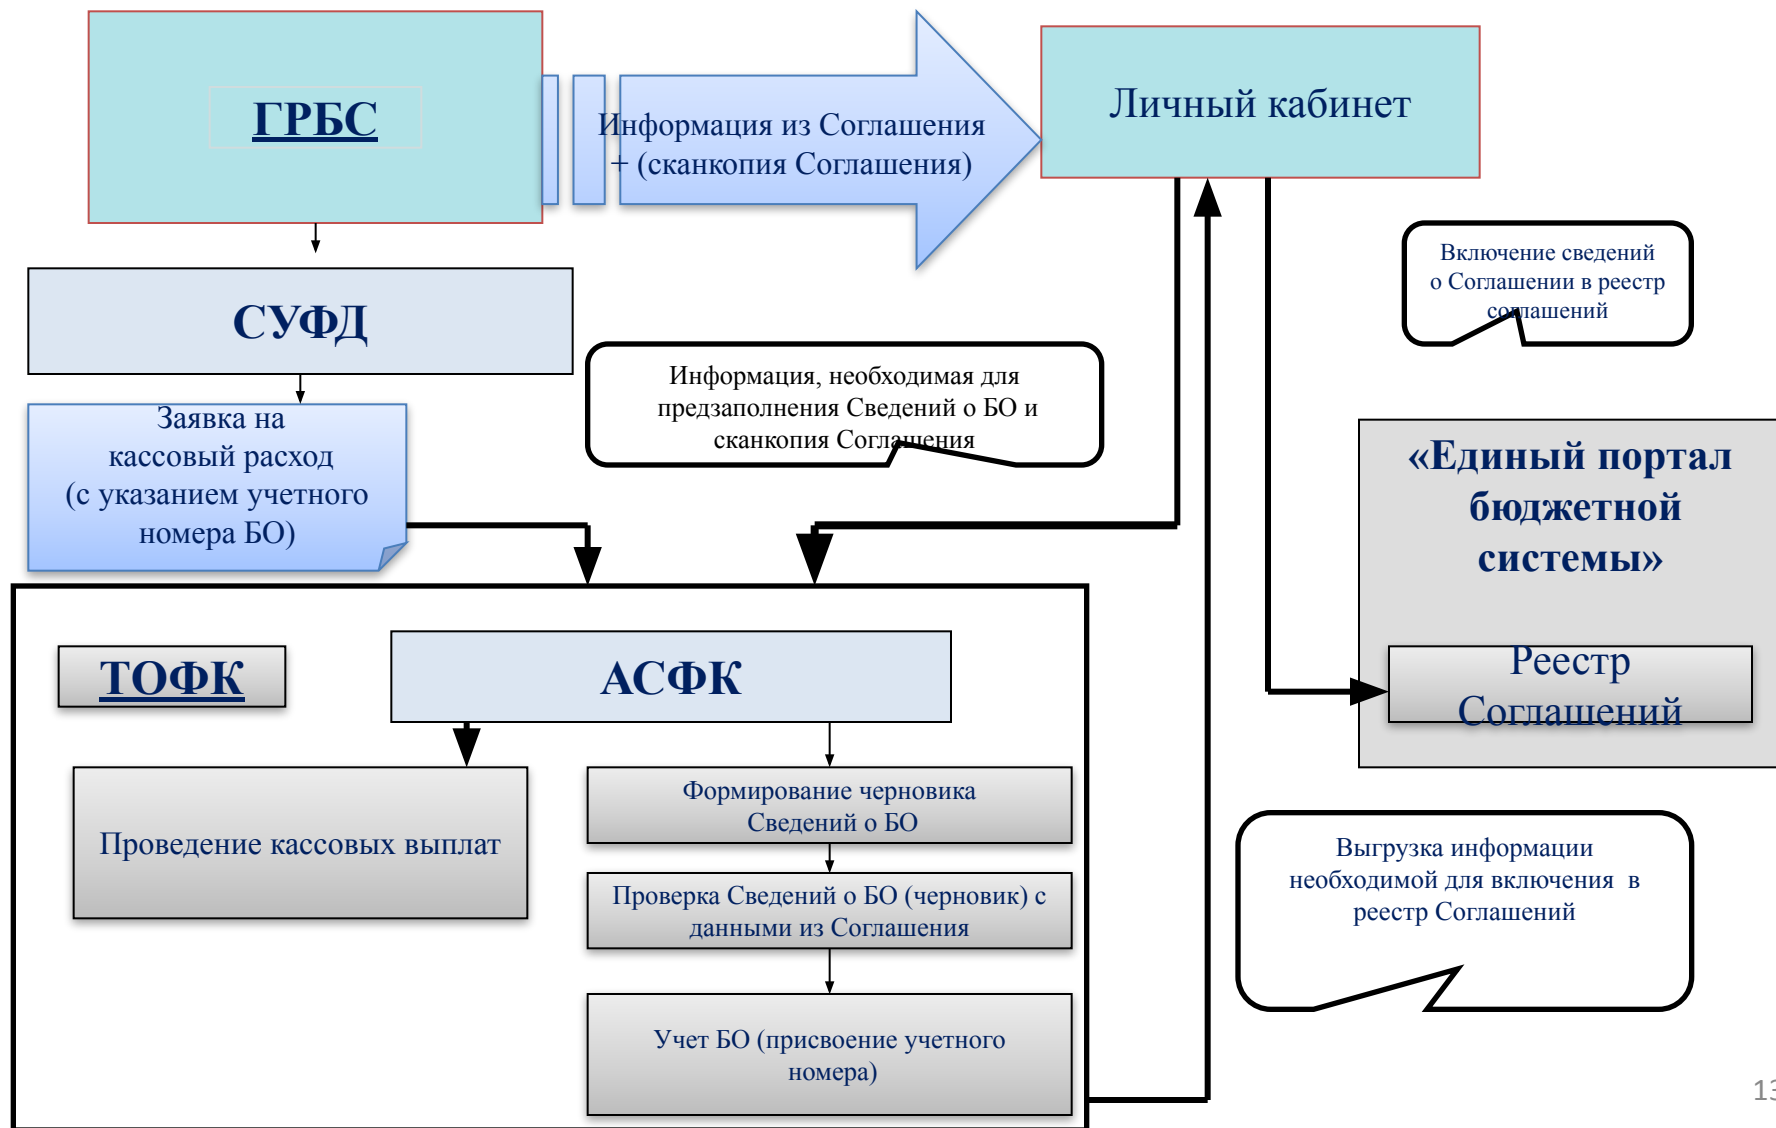 ГРБС
Информация из Соглашения
+ (сканкопия Соглашения)
Личный кабинет
Включение сведений
о Соглашении в реестр
соглашений
СУФД
Информация, необходимая для
предзаполнения Сведений о БО и
сканкопия Соглашения
Заявка на
кассовый расход
(с указанием учетного
номера БО)
«Единый портал
бюджетной
системы»
Реестр
Соглашений
ТОФК
АСФК
Проведение кассовых выплат
Формирование черновика
Сведений о БО
Проверка Сведений о БО (черновик) с
данными из Соглашения
Учет БО (присвоение учетного
номера)
Выгрузка информации
необходимой для включения в
реестр Соглашений
13